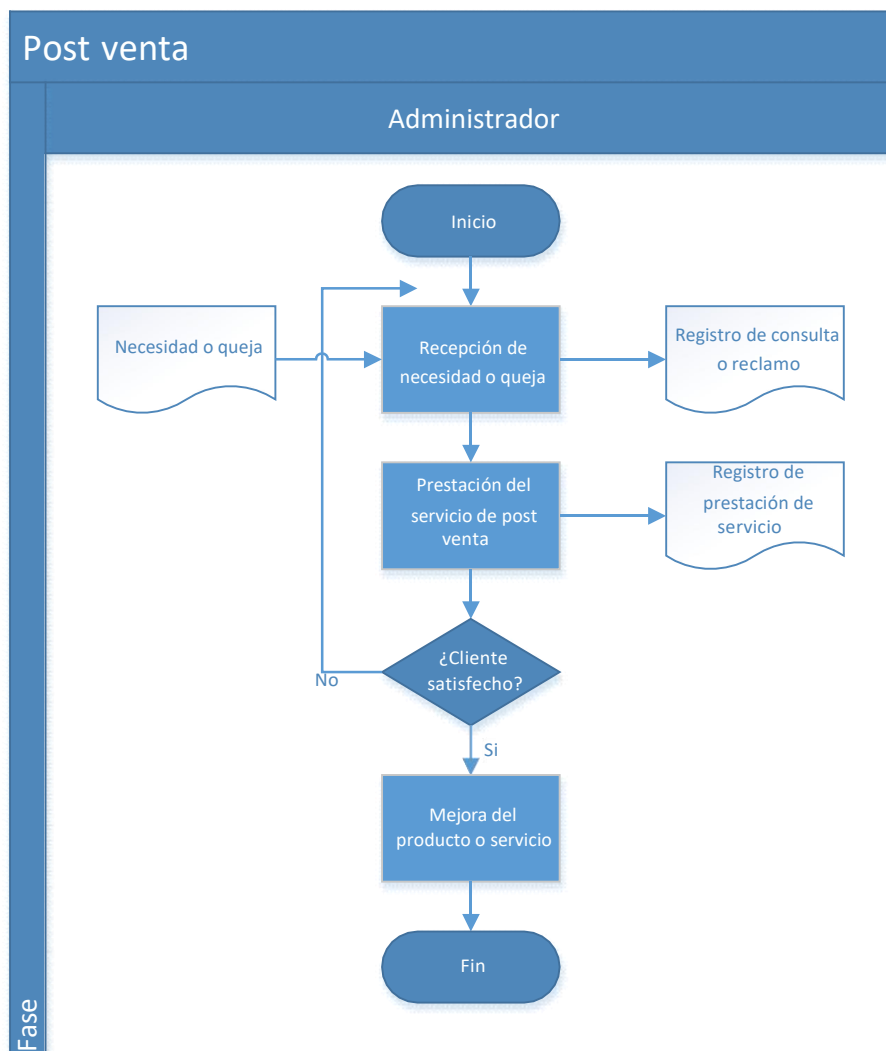 Post venta
Administrador
Inicio
Necesidad o queja
Recepción de
necesidad o queja
Registro de consulta
o reclamo
Prestación del
servicio de post
venta
Registro de
prestación de
servicio
¿Cliente
satisfecho?
No
Si
Mejora del
producto o servicio
Fin
Fase